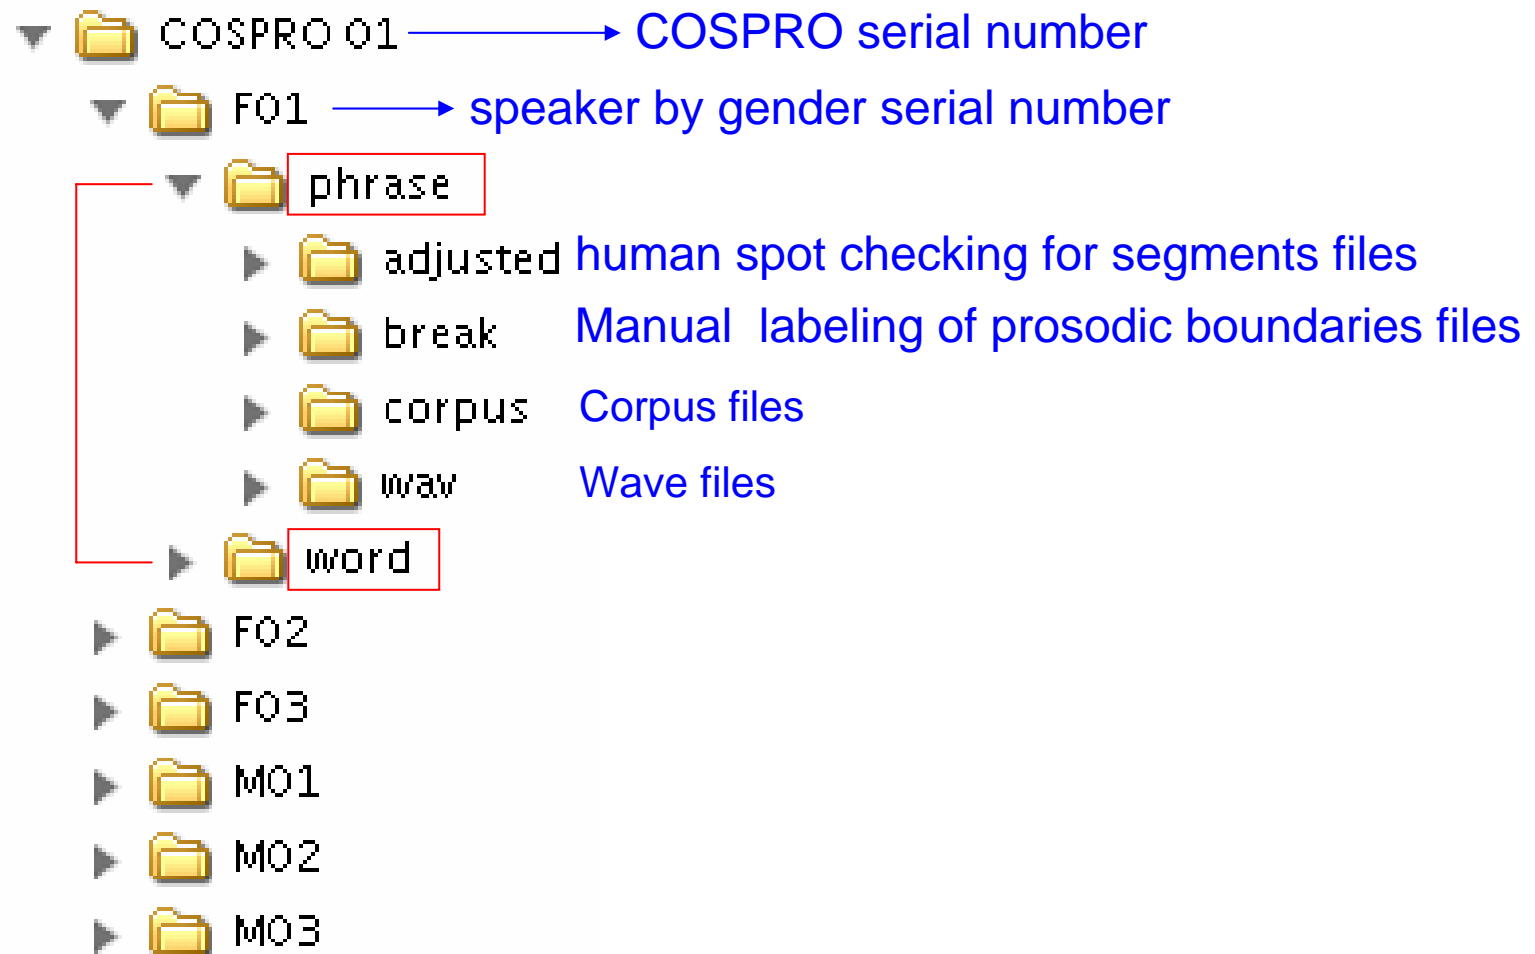 COSPRO 01 COSPRO serial number
F01 speaker by gender serial number
phrase
adjusted human spot checking for segments files
break Manual labeling of prosodic boundaries files
corpus Corpus files
wav Wave files
word
F02
F03
M01
M02
M03